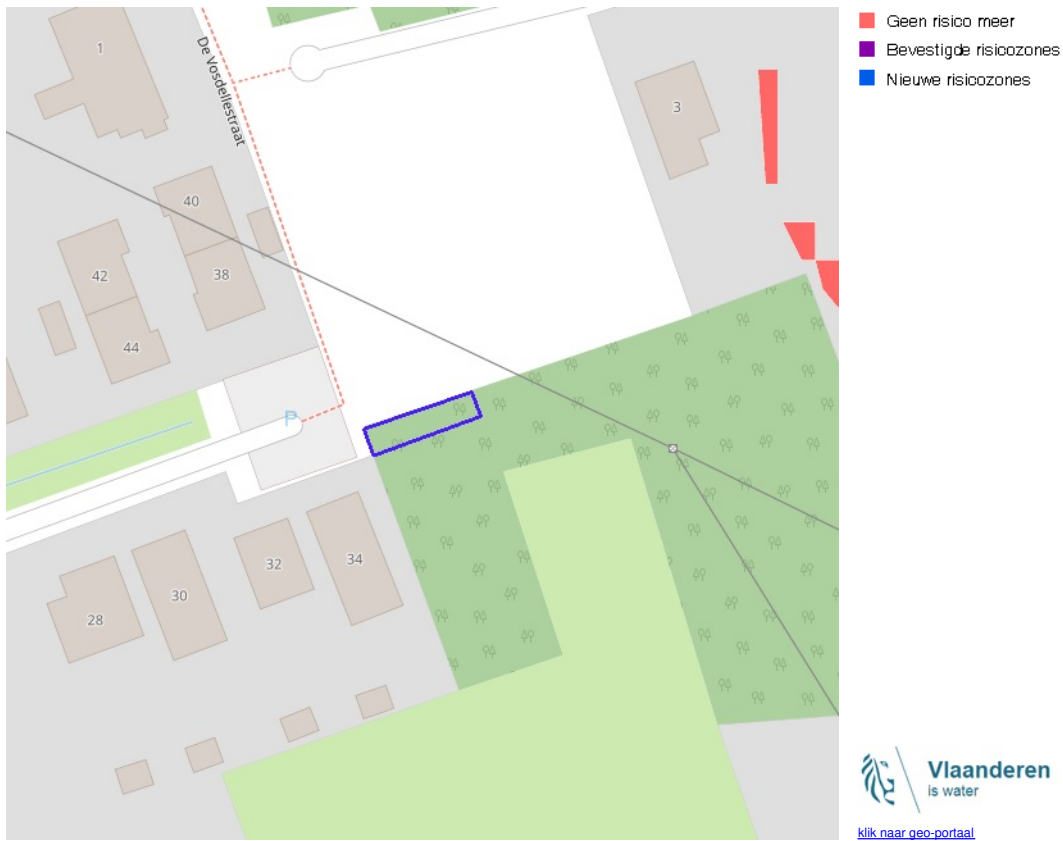 Geen risico meer
Bevestigde risicozones
Nieuwe risicozones
1
De Vosdellestraat
3
40
42
38
44
P
34
32
30
28
Vlaanderen
is water
klik naar geo-portaal